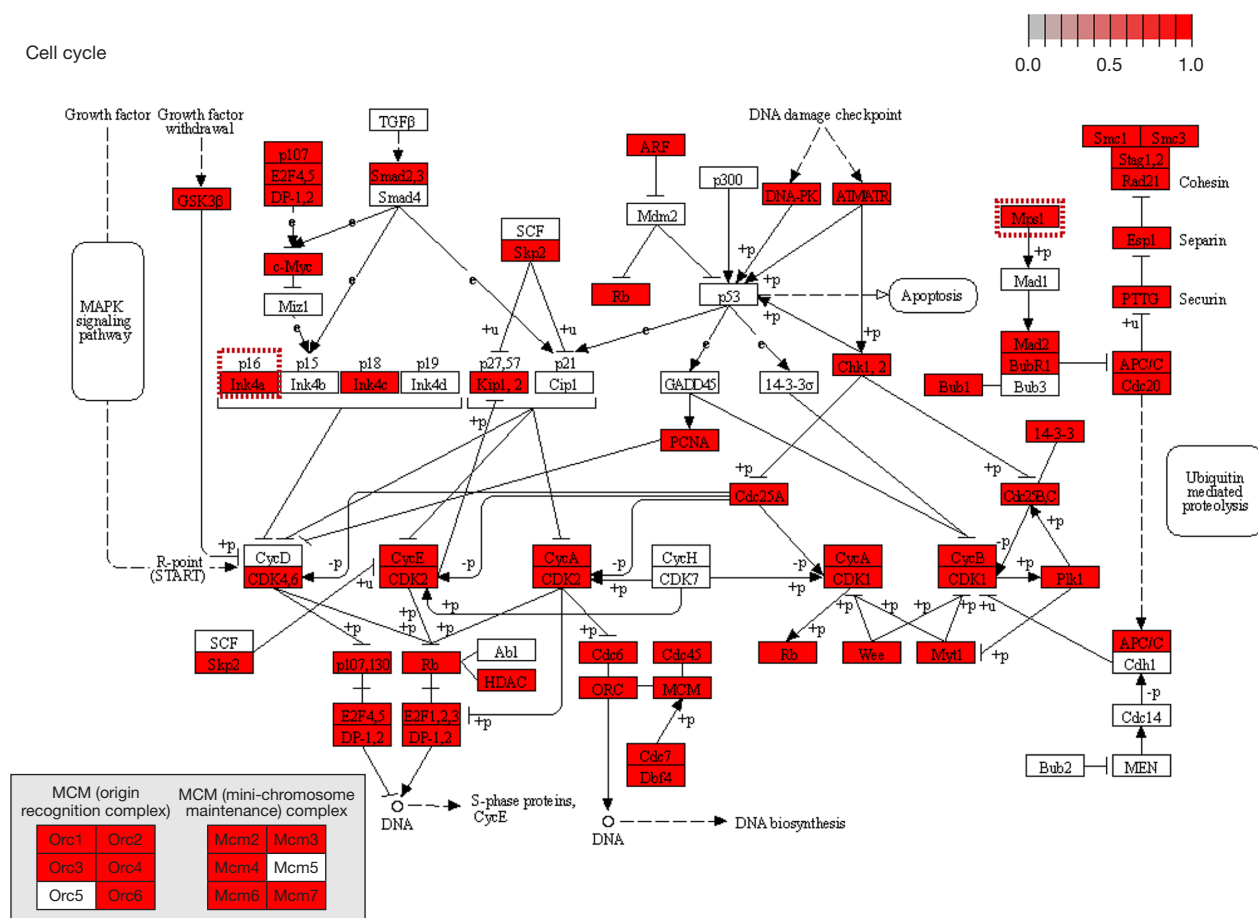 Cell cycle
0.0
0.5
1.0
Growth factor
Growth factor
withdrawal
TGFβ
DNA damage checkpoint
p107
E2F4,5
DP-1,2
Smad2,3
Smad4
GSK3β
ARF
p300
DNA-PK
ATMATR
Smc1
Smc3
Stag1,2
Rad21
Cohesin
Mps1
+p
Esp1
Separin
Mad1
PTTG
Securin
+u
Mad2
BubR1
Bub3
Bub1
APC/C
Cdc20
MAPK
signaling
pathway
e
e
c-Myc
Miz1
e
e
e
SCF
Skp2
+u
+u
Mdm2
Rb
+p
+p
p53
+p
Apoptosis
e
e
e
+p
Chk1, 2
p16
Ink4a
p15
Ink4b
p18
Ink4c
p19
Ink4d
p27,57
Kip1, 2
p21
Cip1
GADD45
14-3-3σ
+p
PCNA
14-3-3
+p
Cdc25A
+p
Cdc25B,C
Ubiquitin
mediated
proteolysis
R-point
(START)
+p
CycD
CDK4,6
-p
CycE
CDK2
-p
+u
CycA
CDK2
-p
+p
CycH
CDK7
-p
+p
CycA
CDK1
CycB
CDK1
-p
+p
+p
Plk1
+u
SCF
Skp2
+p
+p
+p
+p
+p
+p
+p
+p
p107,130
Rb
Abl
HDAC
Cdc6
Cdc45
ORC
MCM
Rb
Wee
Myt1
APC/C
Cdh1
-p
Cdc14
E2F4,5
DP-1,2
E2F1,2,3
DP-1,2
+p
+p
Cdc7
Dbf4
Bub2
MEN
DNA
S-phase proteins,
CycE
DNA
DNA biosynthesis
MCM (origin
recognition complex)
Orc1
Orc2
Orc3
Orc4
Orc5
Orc6
MCM (mini-chromosome
maintenance) complex
Mcm2
Mcm3
Mcm4
Mcm5
Mcm6
Mcm7